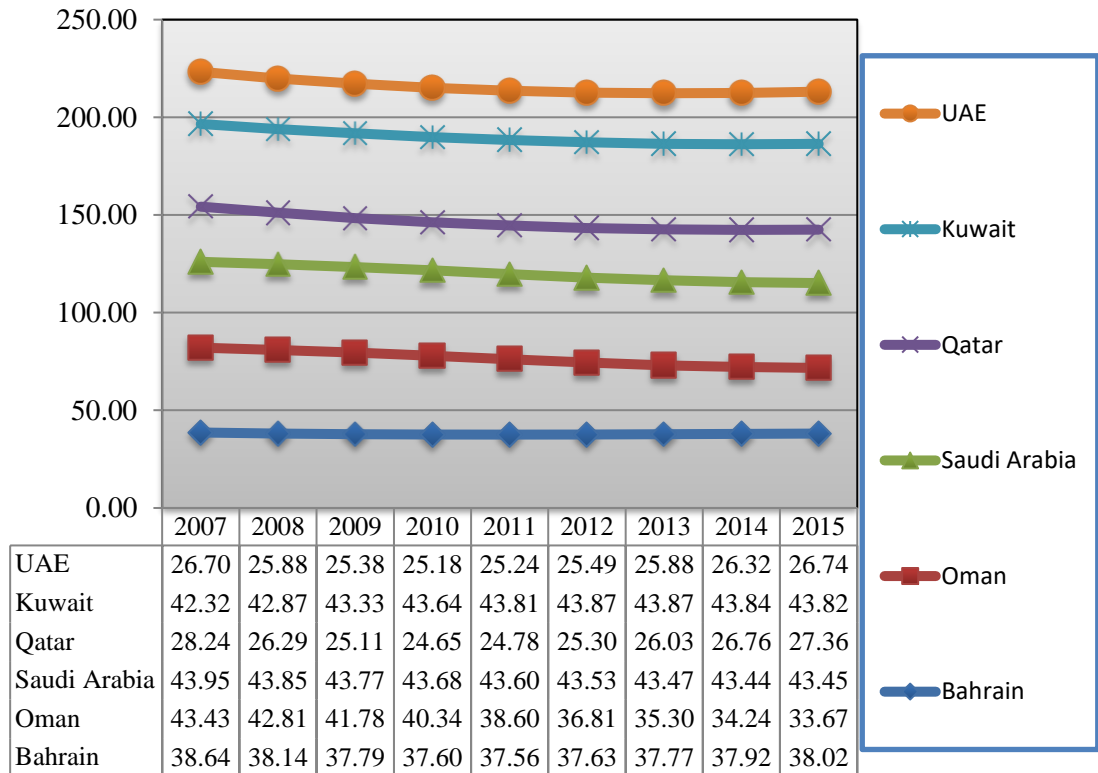 250.00
200.00
150.00
100.00
50.00
0.00
UAE
Kuwait
Qatar
Saudi Arabia
Oman
Bahrain
2007 2008 2009 2010 2011 2012 2013 2014 2015
UAE 26.70 25.88 25.38 25.18 25.24 25.49 25.88 26.32 26.74
Kuwait 42.32 42.87 43.33 43.64 43.81 43.87 43.87 43.84 43.82
Qatar 28.24 26.29 25.11 24.65 24.78 25.30 26.03 26.76 27.36
Saudi Arabia 43.95 43.85 43.77 43.68 43.60 43.53 43.47 43.44 43.45
Oman 43.43 42.81 41.78 40.34 38.60 36.81 35.30 34.24 33.67
Bahrain 38.64 38.14 37.79 37.60 37.56 37.63 37.77 37.92 38.02